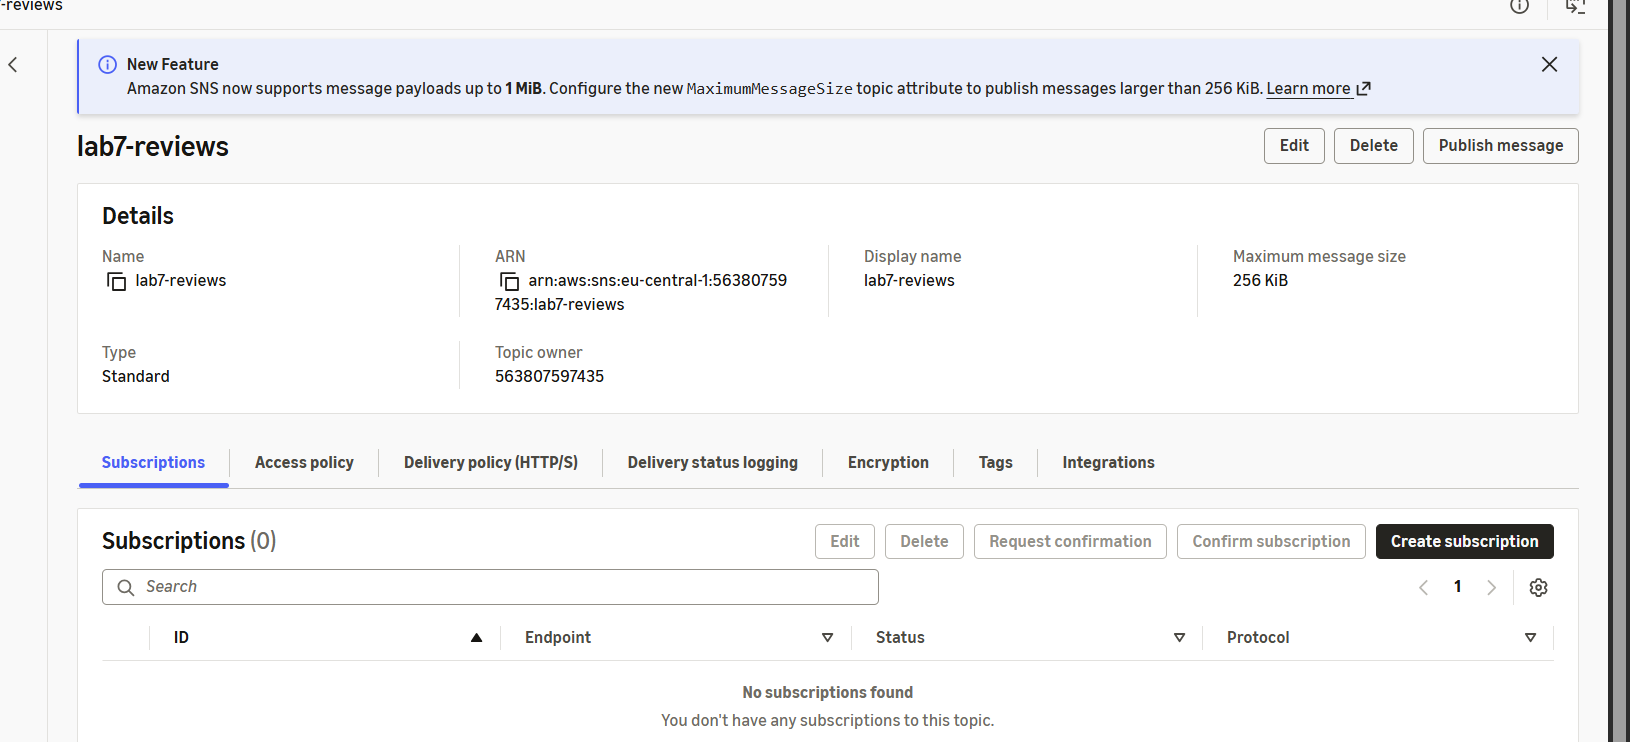 -reviews
New Feature
Amazon SNS now supports message payloads up to 1 MiB. Configure the new MaximumMessageSize topic attribute to publish messages larger than 256 KiB. Learn more
lab7-reviews
Edit
Delete
Publish message
Details
Name
lab7-reviews
ARN
arn:aws:sns:eu-central-1:56380759
7435:lab7-reviews
Display name
lab7-reviews
Maximum message size
256 KiB
Type
Standard
Topic owner
563807597435
Subscriptions
Access policy
Delivery policy (HTTP/S)
Delivery status logging
Encryption
Tags
Integrations
Subscriptions (0)
Edit
Delete
Request confirmation
Confirm subscription
Create subscription
Search
1
ID
Endpoint
Status
Protocol
No subscriptions found
You don't have any subscriptions to this topic.